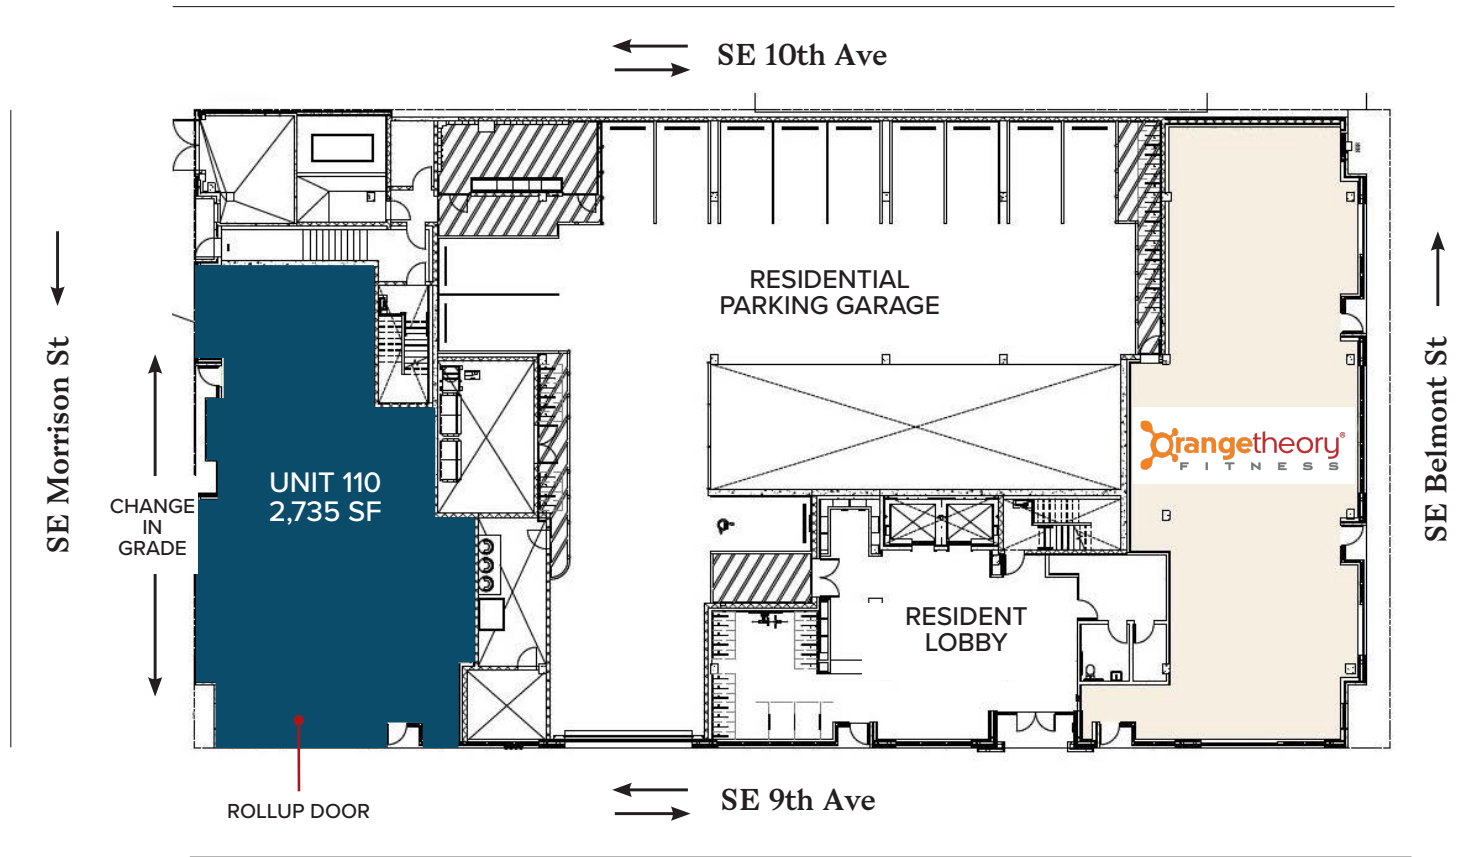 SE 10th Ave
RESIDENTIAL
PARKING GARAGE
SE Morrison St
CHANGE
IN
GRADE
UNIT 110
2,735 SF
orangetheory®
FITNESS
SE Belmont St
RESIDENT
LOBBY
ROLLUP DOOR
SE 9th Ave